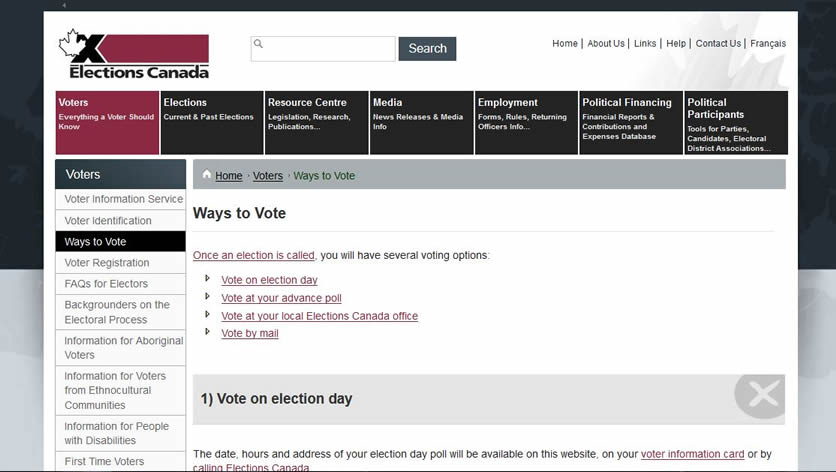 Elections Canada
Search
Home | About Us | Links | Help | Contact Us | Français
Voters
Everything a Voter Should
Know
Elections
Current & Past Elections
Resource Centre
Legislation, Research,
Publications...
Media
News Releases & Media
Info
Employment
Forms, Rules, Returning
Officers Info...
Political Financing
Financial Reports &
Contributions and
Expenses Database
Political
Participants
Tools for Parties,
Candidates, Electoral
District Associations...
Voters
Voter Information Service
Voter Identification
Ways to Vote
Voter Registration
FAQs for Electors
Backgrounders on the
Electoral Process
Information for Aboriginal
Voters
Information for Voters
from Ethnocultural
Communities
Information for People
with Disabilities
First Time Voters
Home › Voters › Ways to Vote
Ways to Vote
Once an election is called, you will have several voting options:
Vote on election day
Vote at your advance poll
Vote at your local Elections Canada office
Vote by mail
1) Vote on election day
The date, hours and address of your election day poll will be available on this website, on your voter information card or by
calling Elections Canada.